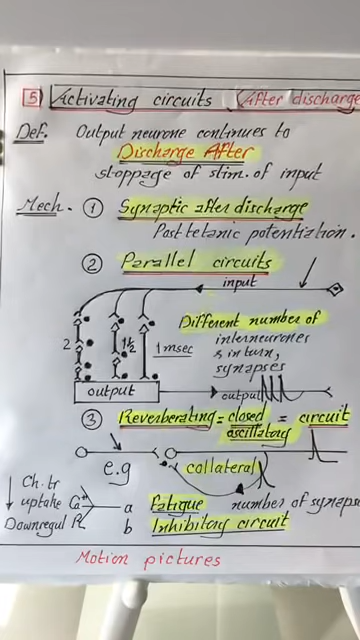 5 Activating circuits (After discharge
Def. Output neurone continues to
Discharge After
stoppage of stim. of input
Mech. 1 Synaptic after discharge
Post tetanic potentiation.
2 Parallel circuits
input
Different number of
interneurones
& in turn,
synapses
2 1½ 1 msec
output output
3 Reverberating = closed = circuit
oscillatory
e.g collateral
Ch. tr
uptake Ca++ a Fatigue number of synapse
Downregul R b Inhibitory circuit
Motion pictures